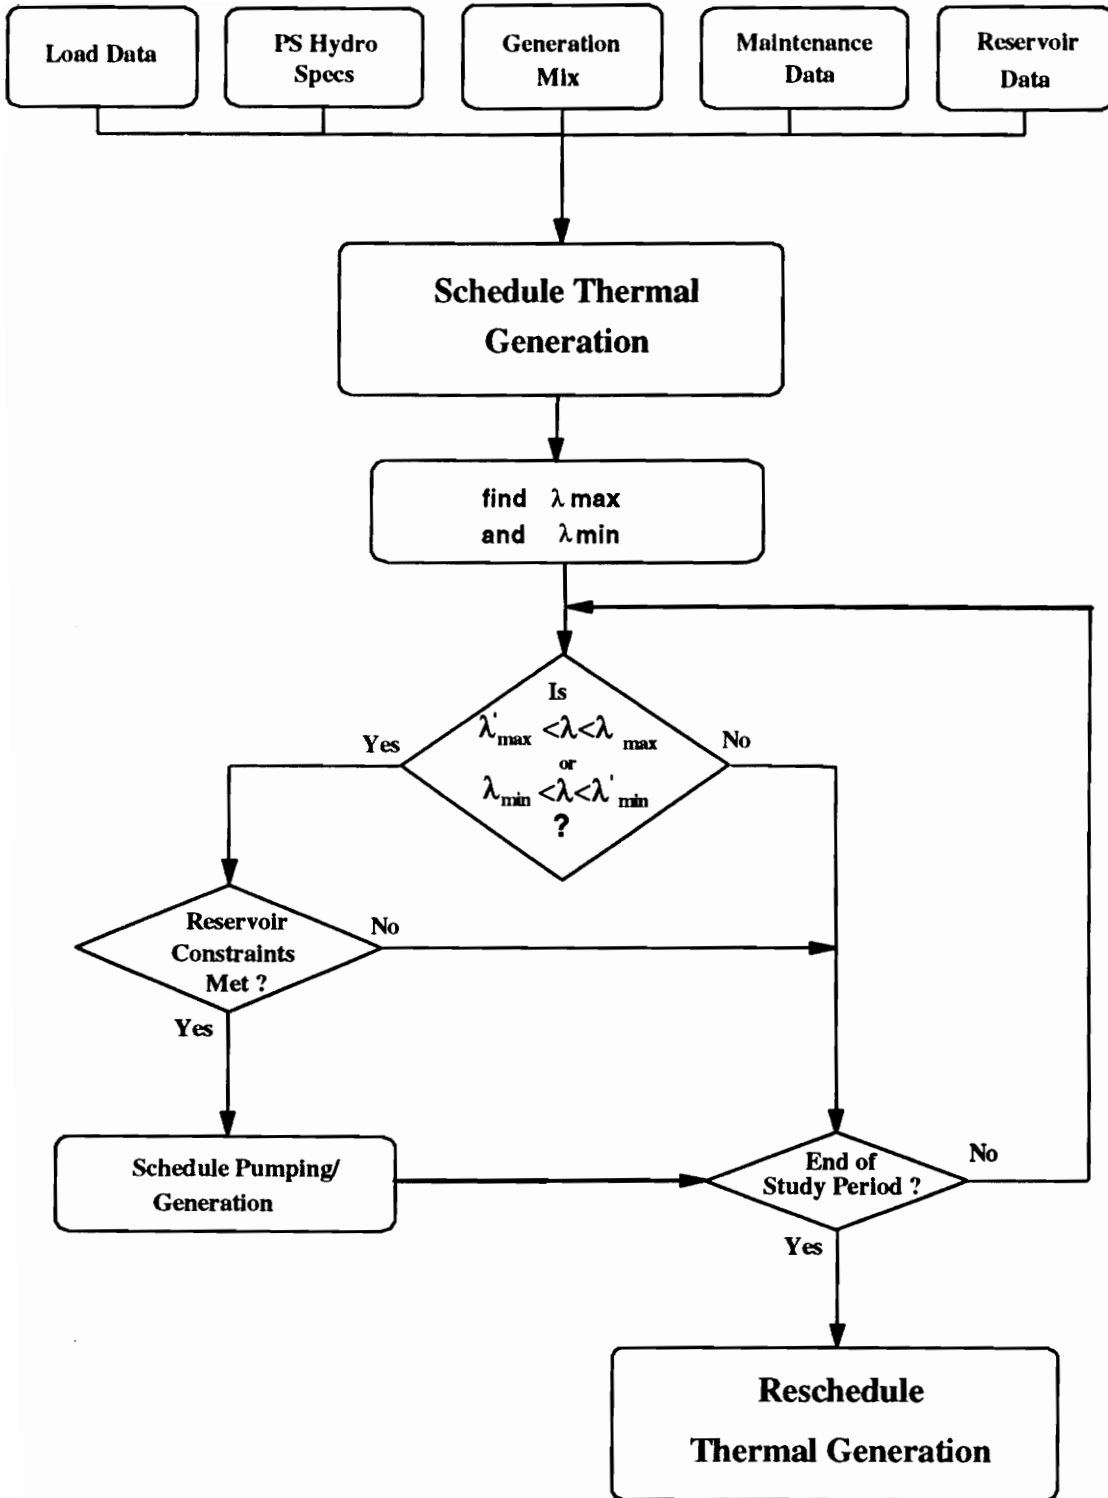 Load Data
PS Hydro
Specs
Generation
Mix
Maintenance
Data
Reservoir
Data
Schedule Thermal
Generation
find λ max
and λ min
Is
λ'max <λ<λ max
or
λmin <λ<λ'min
?
Yes
No
Reservoir
Constraints
Met ?
No
Yes
Schedule Pumping/
Generation
End of
Study Period ?
No
Yes
Reschedule
Thermal Generation